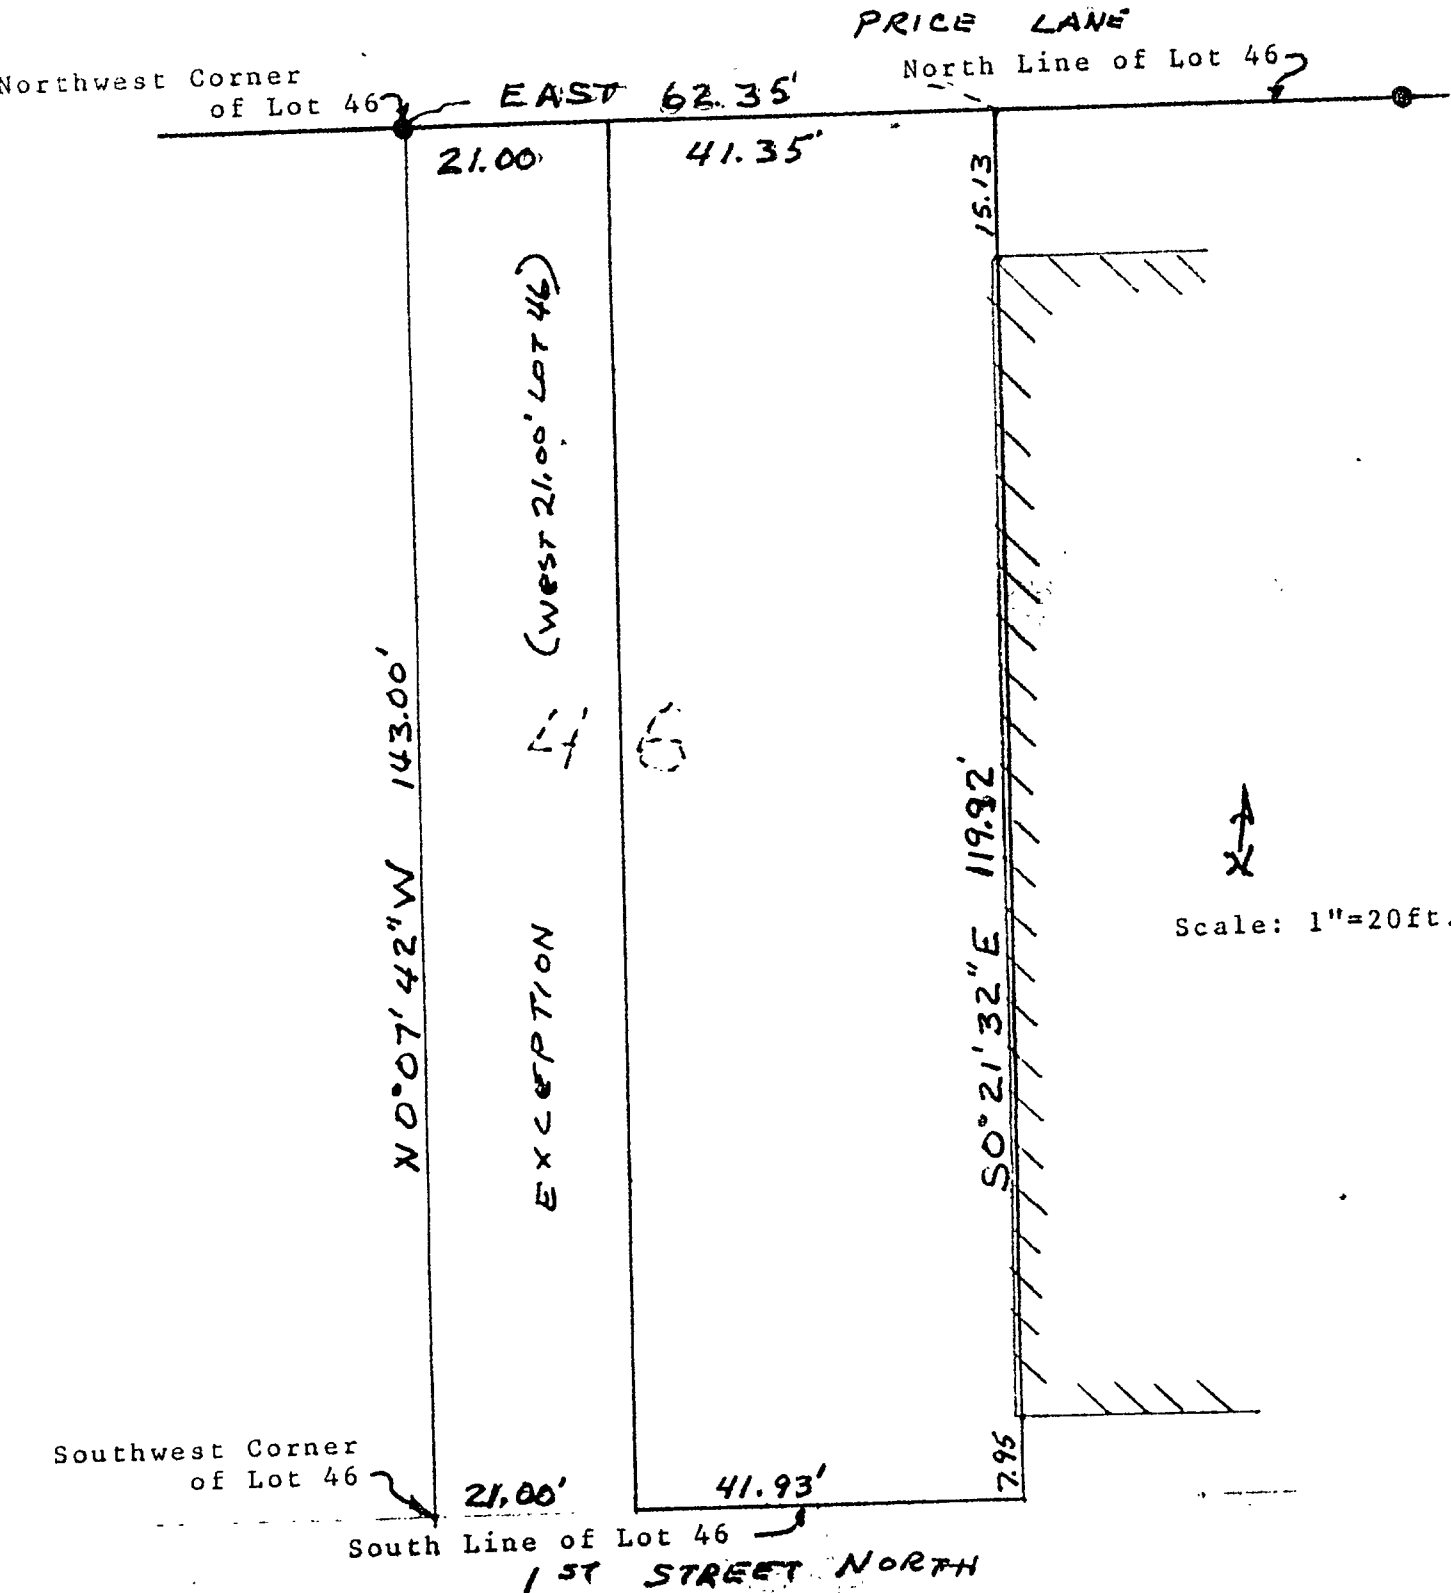 PRICE LANE
Northwest Corner
of Lot 46
EAST 62.35'
North Line of Lot 46
21.00
41.35'
15.13
(WEST 21.00' LOT 46)
46
N 0°07'42"W 143.00'
EXCEPTION
S0°21'32"E 119.92'
Scale: 1"=20ft.
Southwest Corner
of Lot 46
21.00'
41.93'
7.95
South Line of Lot 46
1ST STREET NORTH